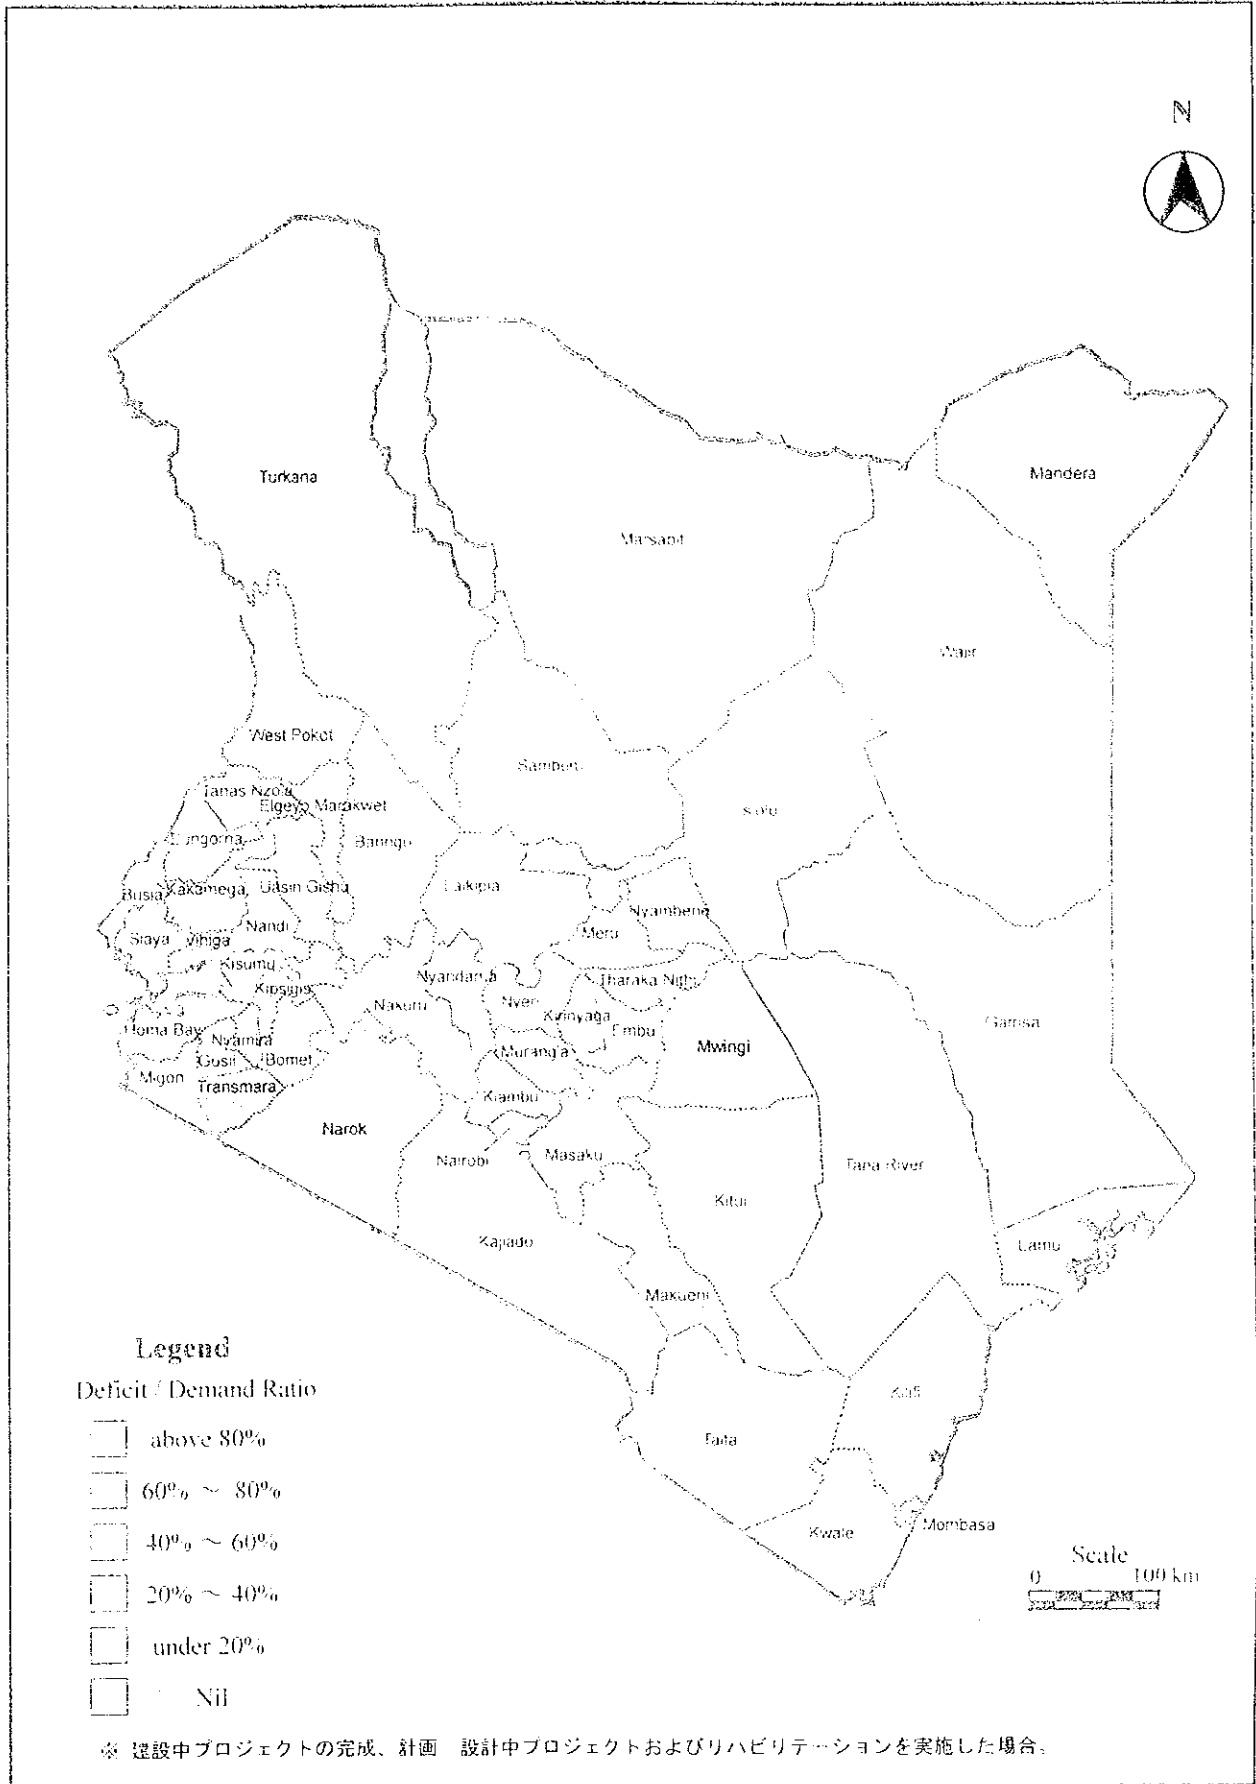 N
Turkana
Mandera
Marsabit
Wajir
West Pokot
Samburu
Tanas Nzoia
Elgeyo Marakwet
Isiolo
Bungoma
Baringo
Laikipia
Busia
Kakamega
Uasin Gishu
Nyambene
Siaya
Vihiga
Nandi
Meru
Kisumu
Nyandarua
Tharaka Nithi
Kipsigis
Nakuru
Nyeri
Kirinyaga
Homa Bay
Embu
Garissa
Nyamira
Mwingi
Gusii
Bomet
Murang'a
Migori
Transmara
Kiambu
Narok
Nairobi
Masaku
Tana River
Kitui
Kajiado
Lamu
Makueni
Kilifi
Taita
Kwale
Mombasa
Legend
Deficit / Demand Ratio
above 80%
60% ~ 80%
40% ~ 60%
20% ~ 40%
under 20%
Nil
Scale
0 100 km
※ 建設中プロジェクトの完成、計画 設計中プロジェクトおよびリハビリテーションを実施した場合。